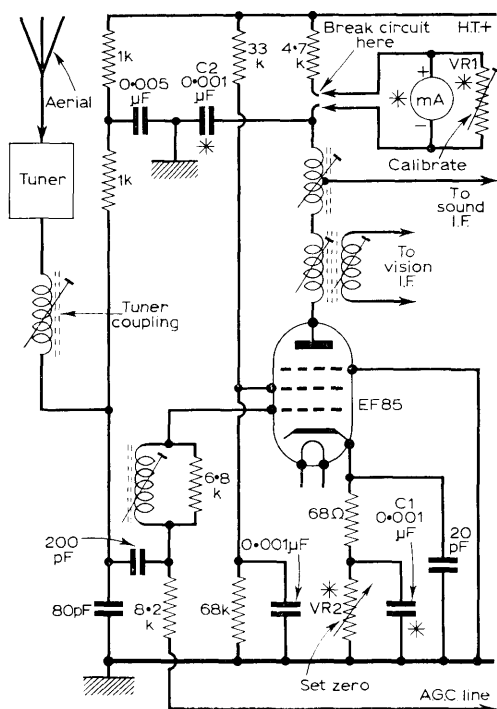 H.T.+
Break circuit
here
1k
33
k
4·7
k
VR1
Aerial
0·005
μF
C2
0·001
μF
+
mA
−
Calibrate
Tuner
1k
To
sound
I.F.
To
vision
I.F.
Tuner
coupling
EF85
6·8
k
200
pF
0·001μF
68Ω
C1
0·001
μF
20
pF
80pF
8·2
k
68k
VR2
Set zero
A.G.C. line